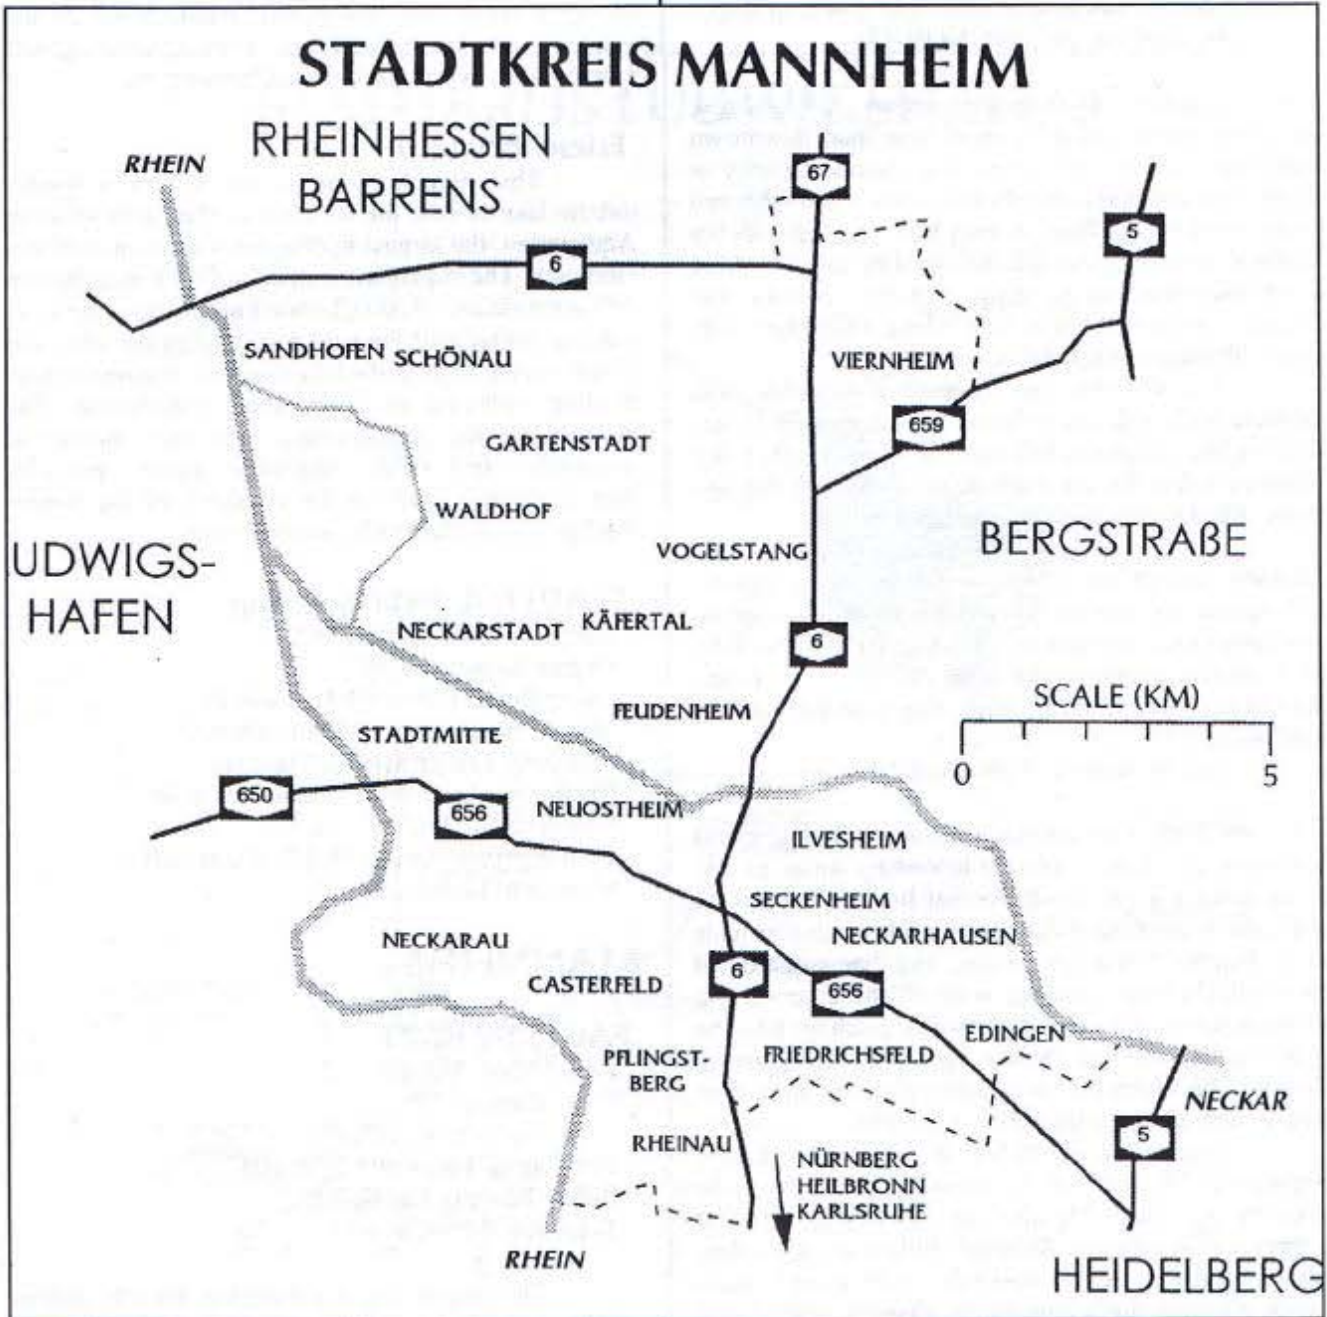 STADTKREIS MANNHEIM
RHEINHESSEN
BARRENS
RHEIN
67
5
6
SANDHOFEN SCHÖNAU
VIERNHEIM
659
GARTENSTADT
WALDHOF
VOGELSTANG
BERGSTRAßE
UDWIGS-
HAFEN
NECKARSTADT
KÄFERTAL
6
FEUDENHEIM
SCALE (KM)
0
5
STADTMITTE
650
656
NEUOSTHEIM
ILVESHEIM
SECKENHEIM
NECKARHAUSEN
NECKARAU
CASTERFELD
6
656
EDINGEN
PFLINGST-
BERG
FRIEDRICHSFELD
NECKAR
5
RHEINAU
NÜRNBERG
HEILBRONN
KARLSRUHE
RHEIN
HEIDELBERG